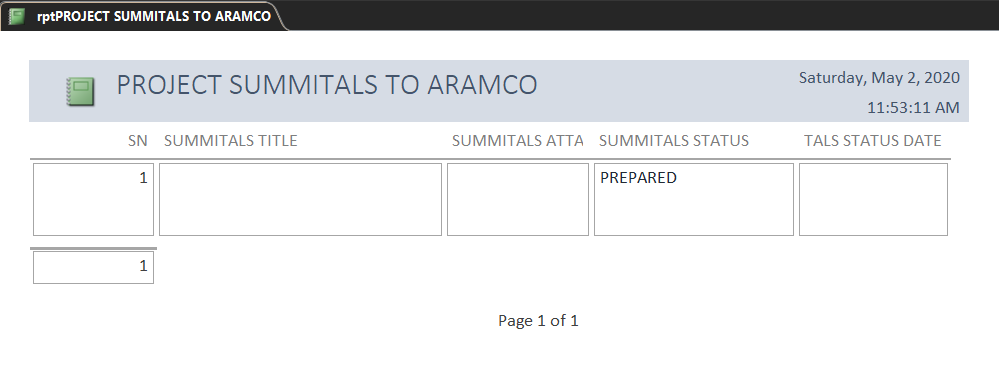 rptPROJECT SUMMITALS TO ARAMCO
PROJECT SUMMITALS TO ARAMCO
Saturday, May 2, 2020
11:53:11 AM
SN SUMMITALS TITLE SUMMITALS ATTA SUMMITALS STATUS TALS STATUS DATE
1 PREPARED
1
Page 1 of 1